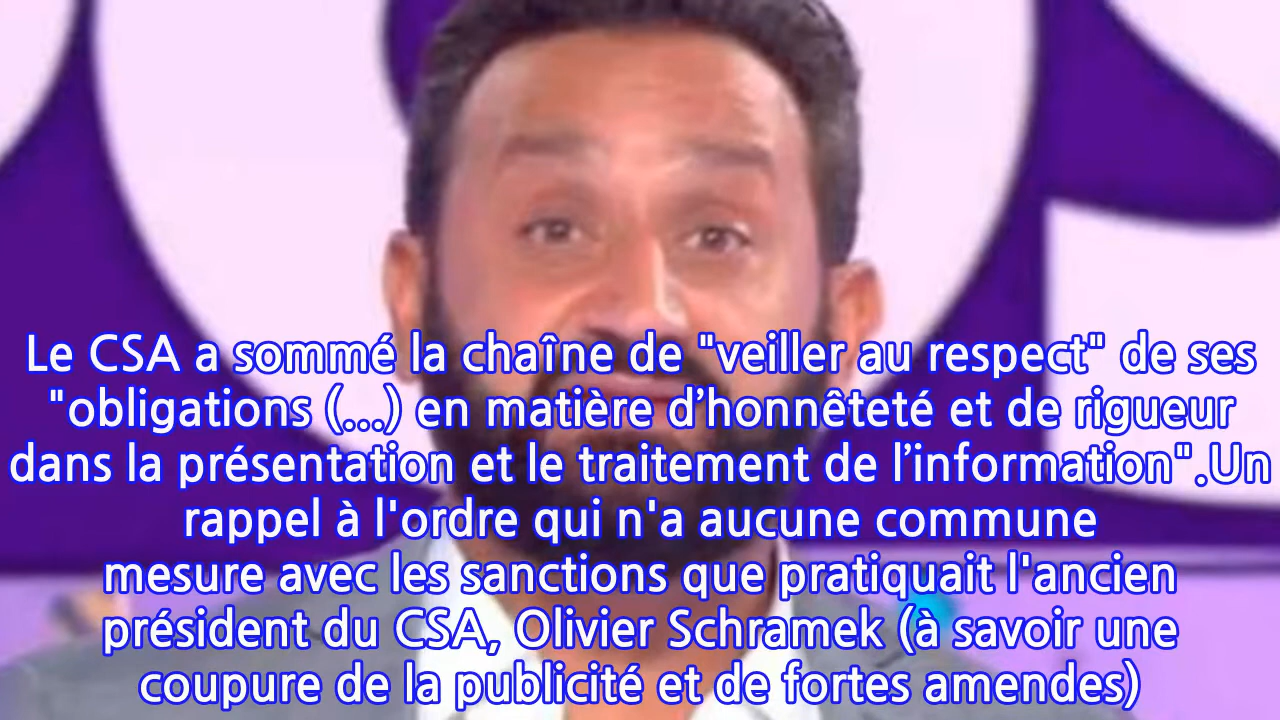 Le CSA a sommé la chaîne de "veiller au respect" de ses
"obligations (...) en matière d’honnêteté et de rigueur
dans la présentation et le traitement de l’information".Un
rappel à l'ordre qui n'a aucune commune
mesure avec les sanctions que pratiquait l'ancien
président du CSA, Olivier Schramek (à savoir une
coupure de la publicité et de fortes amendes)